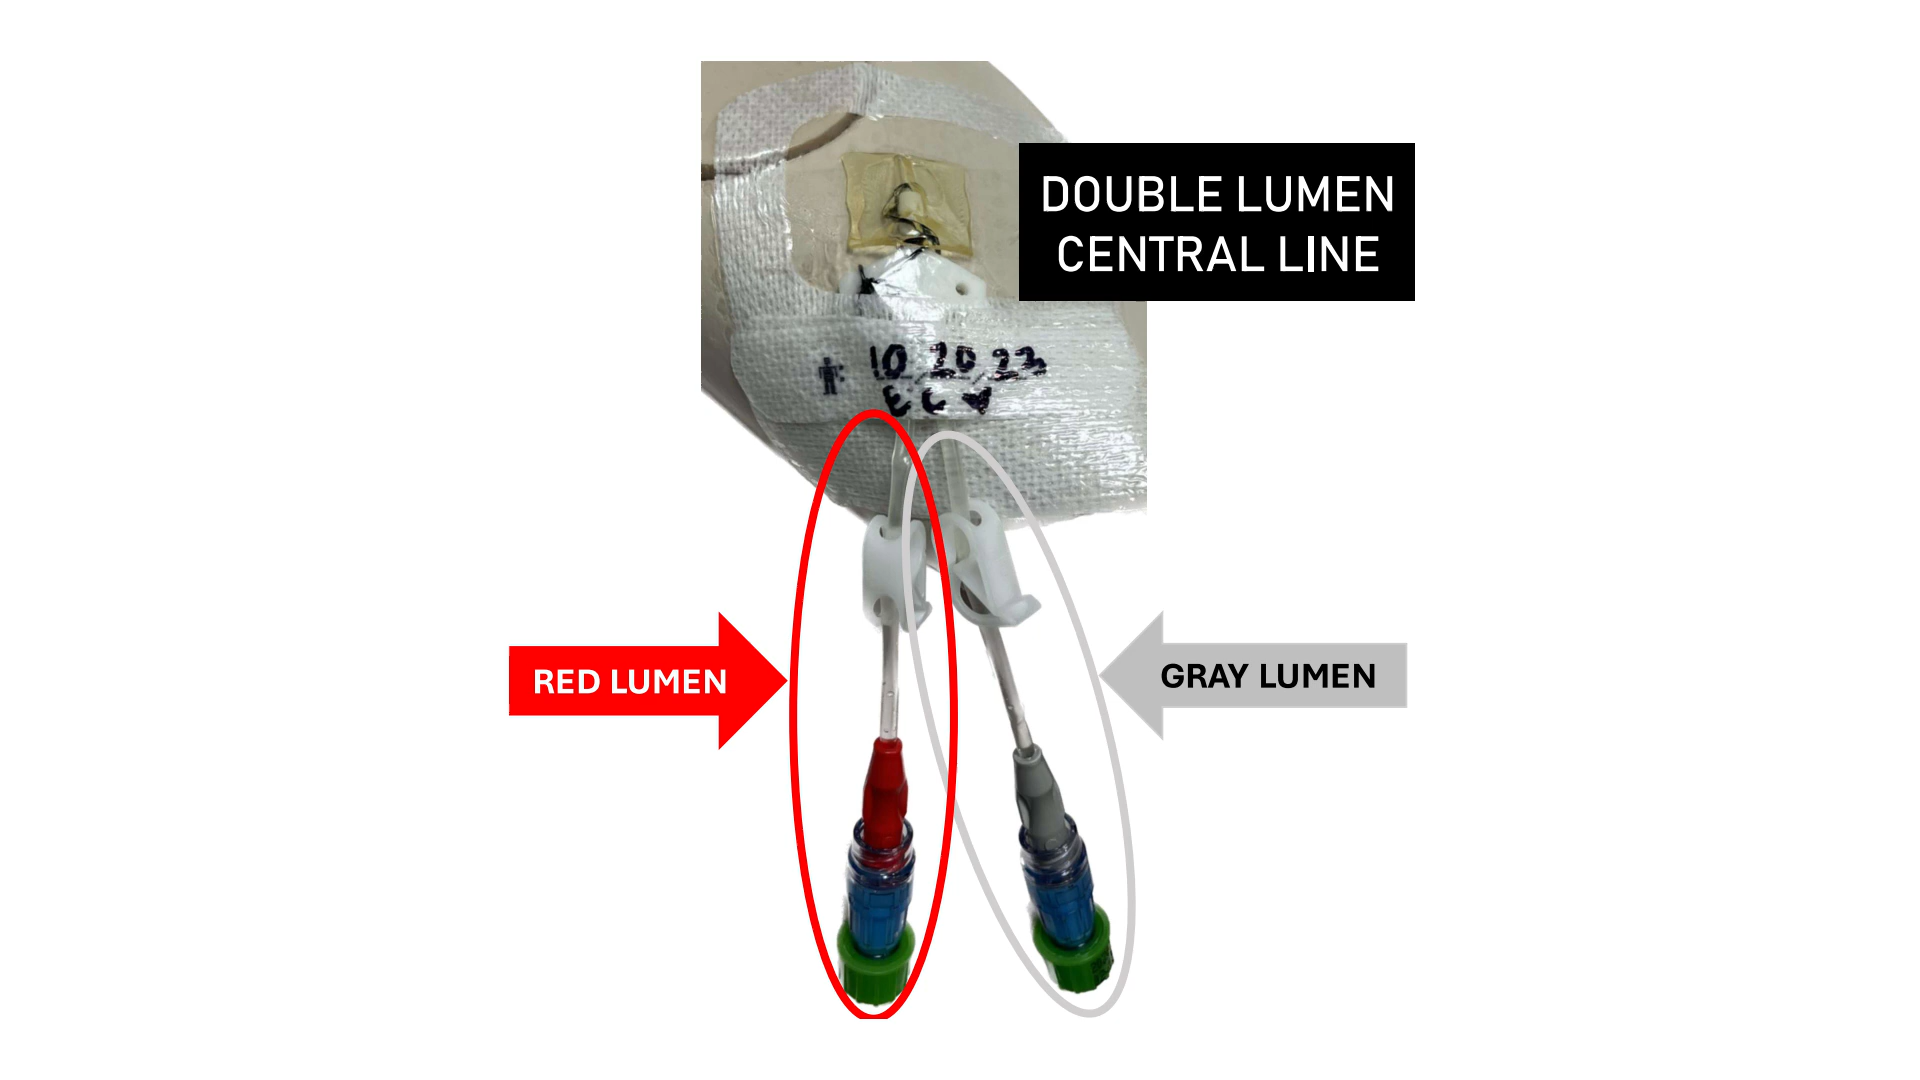 DOUBLE LUMEN
CENTRAL LINE
10 20 23
RED LUMEN
GRAY LUMEN